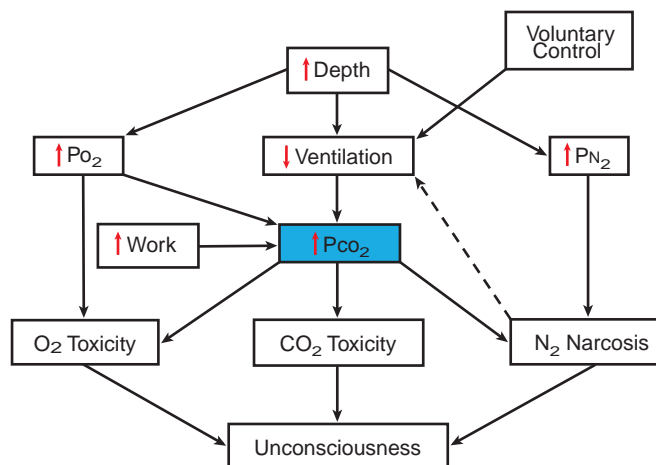 Voluntary
Control
↑Depth
↑Po₂
↓Ventilation
↑PN₂
↑Work
↑Pco₂
O₂ Toxicity
CO₂ Toxicity
N₂ Narcosis
Unconsciousness